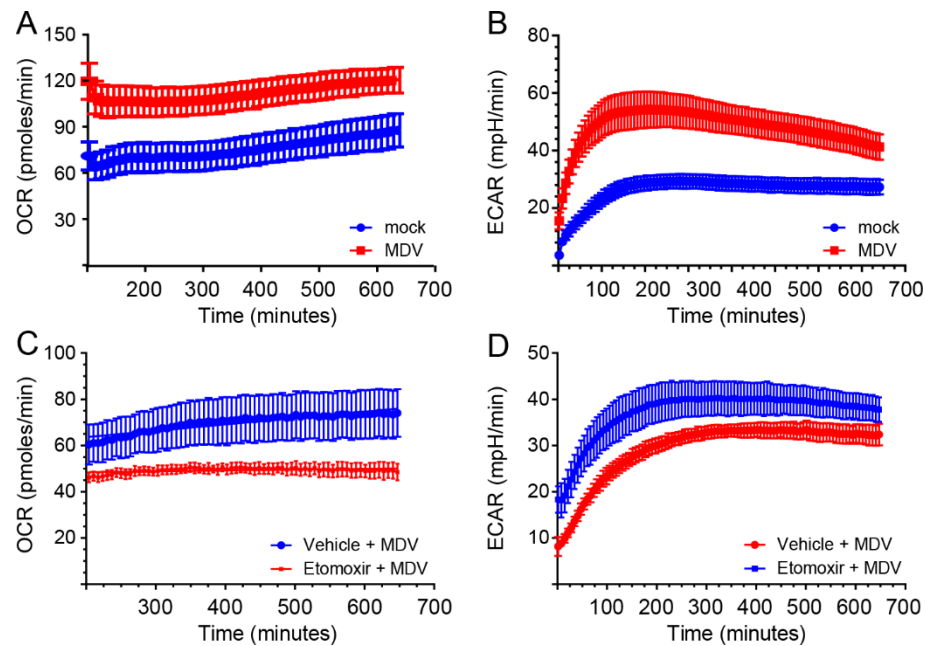 A
OCR (pmoles/min)
150
120
90
60
30
mock
MDV
200 300 400 500 600 700
Time (minutes)
B
ECAR (mpH/min)
80
60
40
20
mock
MDV
100 200 300 400 500 600 700
Time (minutes)
C
OCR (pmoles/min)
100
80
60
40
20
Vehicle + MDV
Etomoxir + MDV
300 400 500 600 700
Time (minutes)
D
ECAR (mpH/min)
50
40
30
20
10
Vehicle + MDV
Etomoxir + MDV
100 200 300 400 500 600 700
Time (minutes)